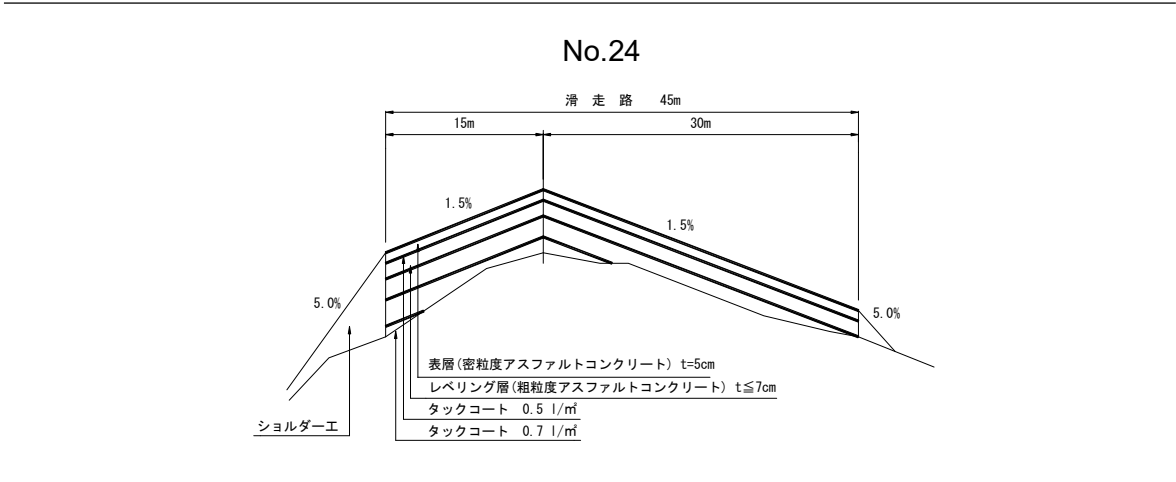 No.24
滑 走 路 45m
15m 30m
1.5%
1.5%
5.0%
5.0%
表層(密粒度アスファルトコンクリート) t=5cm
レベリング層(粗粒度アスファルトコンクリート) t≦7cm
タックコート 0.5 l/㎡
ショルダー工
タックコート 0.7 l/㎡